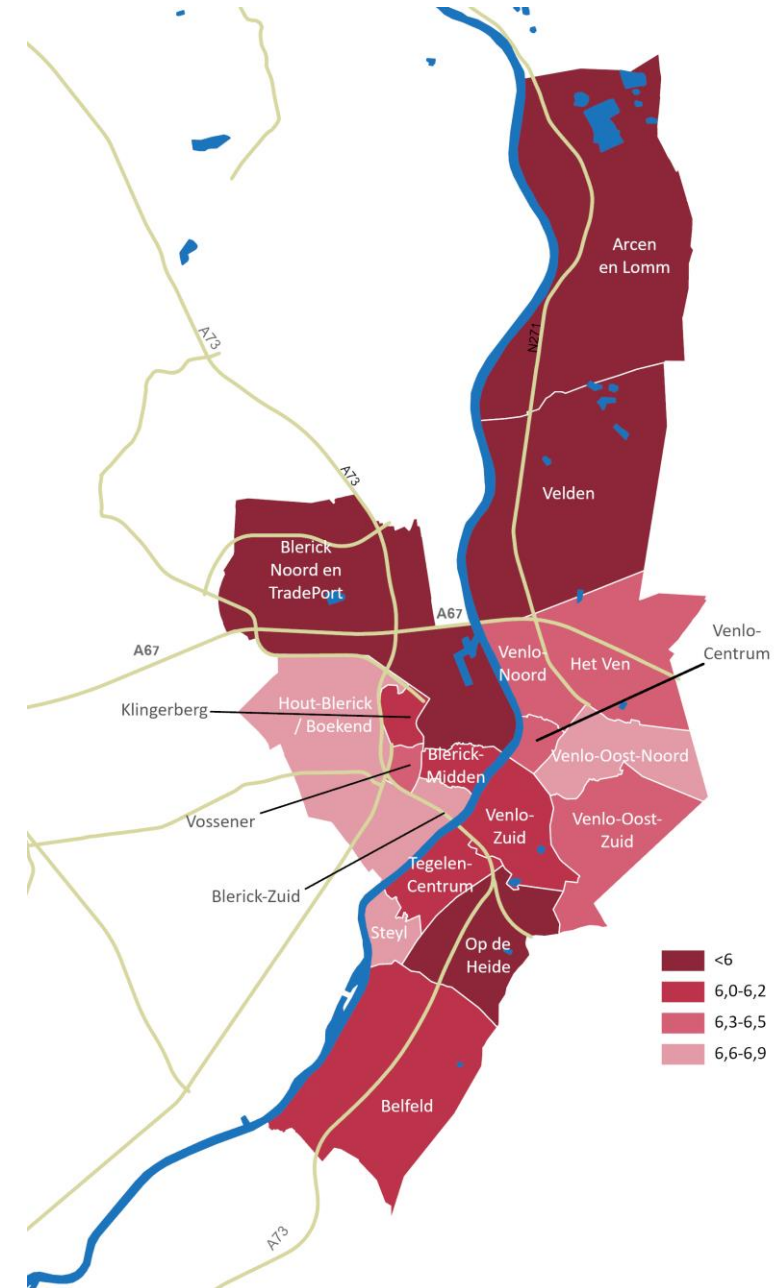 Arcen
en Lomm
A73
N271
A73
Velden
Blerick
Noord en
TradePort
A67
A67
Venlo-
Centrum
Venlo-
Noord
Het Ven
Klingerberg
Hout-Blerick
/ Boekend
Blerick-
Midden
Venlo-Oost-Noord
Vossener
Venlo-
Zuid
Venlo-Oost-
Zuid
Blerick-Zuid
Tegelen-
Centrum
Steyl
Op de
Heide
<6
6,0-6,2
6,3-6,5
6,6-6,9
Belfeld
A73